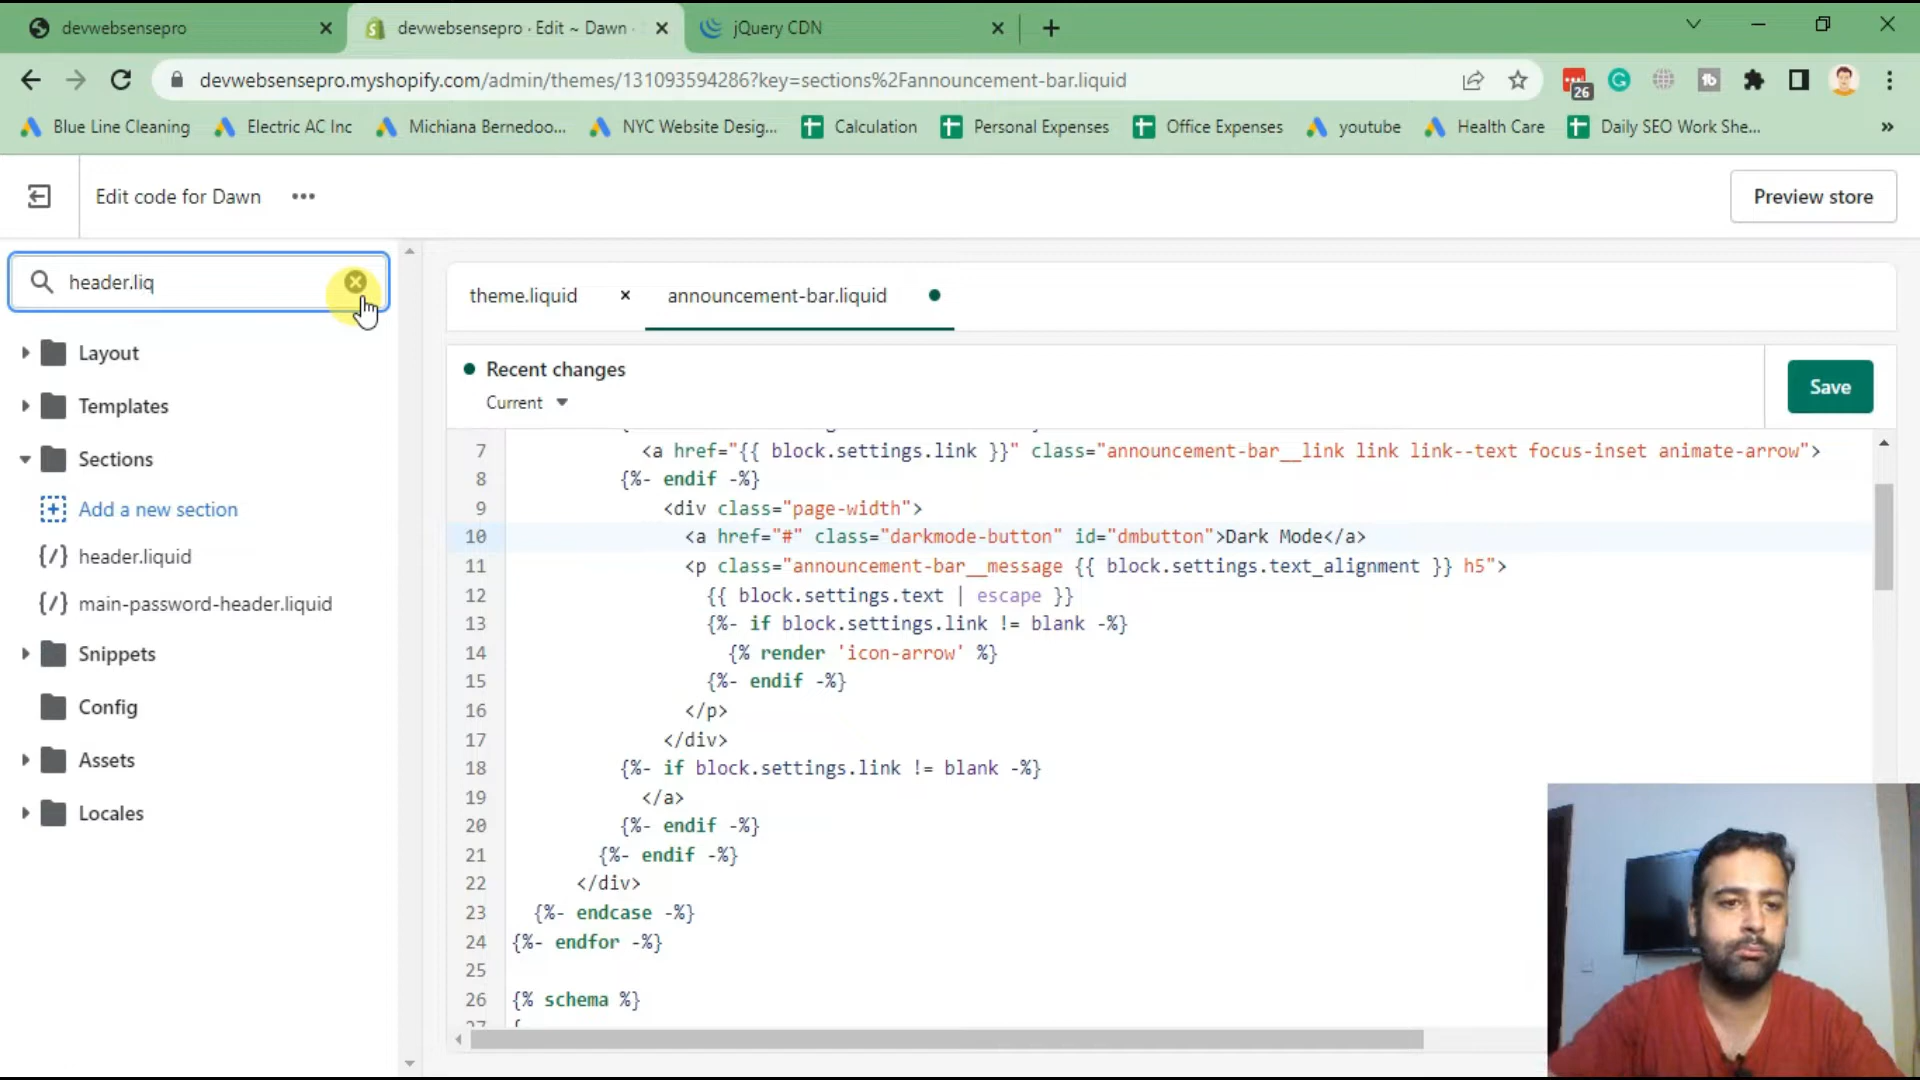 devwebsensepro
devwebsensepro · Edit ~ Dawn ·
jQuery CDN
devwebsensepro.myshopify.com/admin/themes/131093594286?key=sections%2Fannouncement-bar.liquid
26
tb
Blue Line Cleaning
Electric AC Inc
Michiana Bernedoo...
NYC Website Desig...
Calculation
Personal Expenses
Office Expenses
youtube
Health Care
Daily SEO Work She...
»
Edit code for Dawn
Preview store
header.liq
Layout
Templates
Sections
Add a new section
{/} header.liquid
{/} main-password-header.liquid
Snippets
Config
Assets
Locales
theme.liquid
announcement-bar.liquid
Recent changes
Current
Save
7 <a href="{{ block.settings.link }}" class="announcement-bar__link link link--text focus-inset animate-arrow">
8 {%- endif -%}
9 <div class="page-width">
10 <a href="#" class="darkmode-button" id="dmbutton">Dark Mode</a>
11 <p class="announcement-bar__message {{ block.settings.text_alignment }} h5">
12 {{ block.settings.text | escape }}
13 {%- if block.settings.link != blank -%}
14 {% render 'icon-arrow' %}
15 {%- endif -%}
16 </p>
17 </div>
18 {%- if block.settings.link != blank -%}
19 </a>
20 {%- endif -%}
21 {%- endif -%}
22 </div>
23 {%- endcase -%}
24 {%- endfor -%}
25
26 {% schema %}
27 {